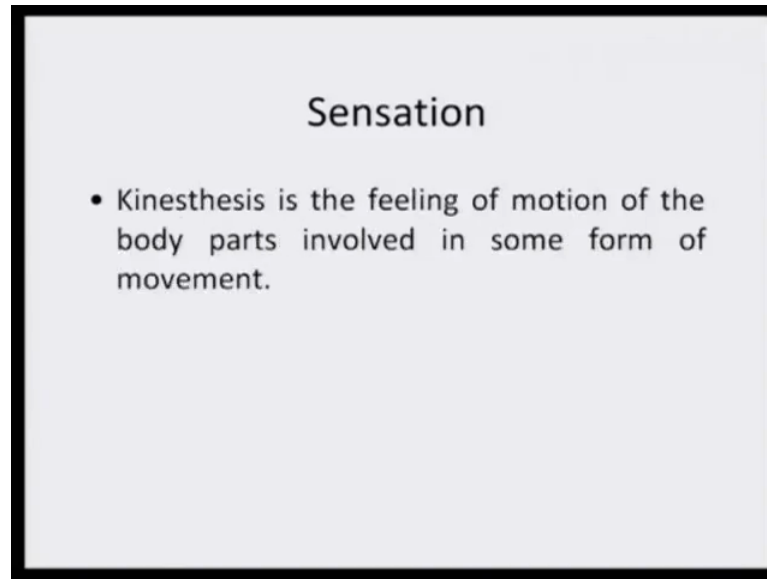 Sensation
• Kinesthesis is the feeling of motion of the
body parts involved in some form of
movement.